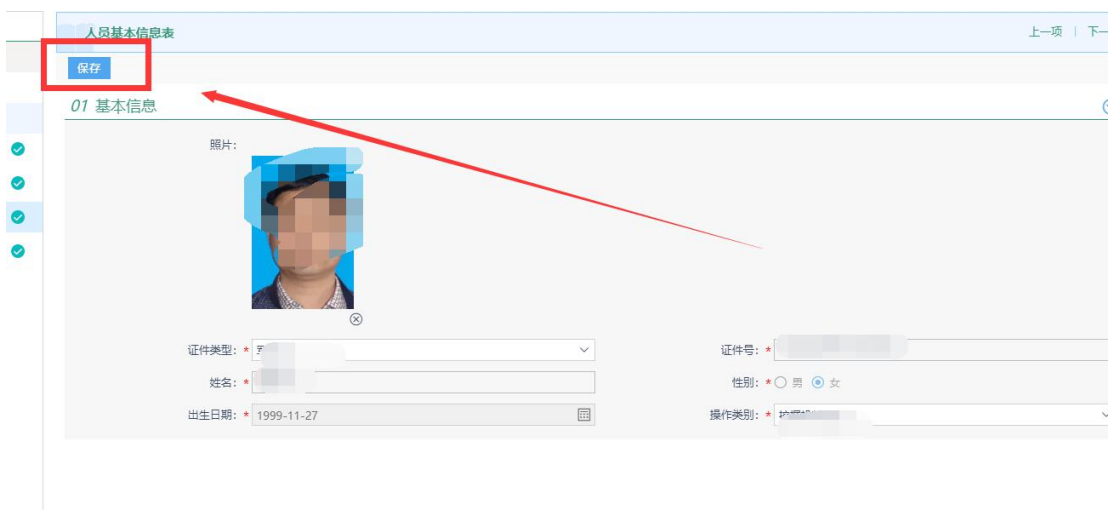 人员基本信息表
上一项 | 下一
保存
01 基本信息
照片：
证件类型：*
证件号：*
姓名：*
性别：* 男 女
出生日期：* 1999-11-27
操作类别：*